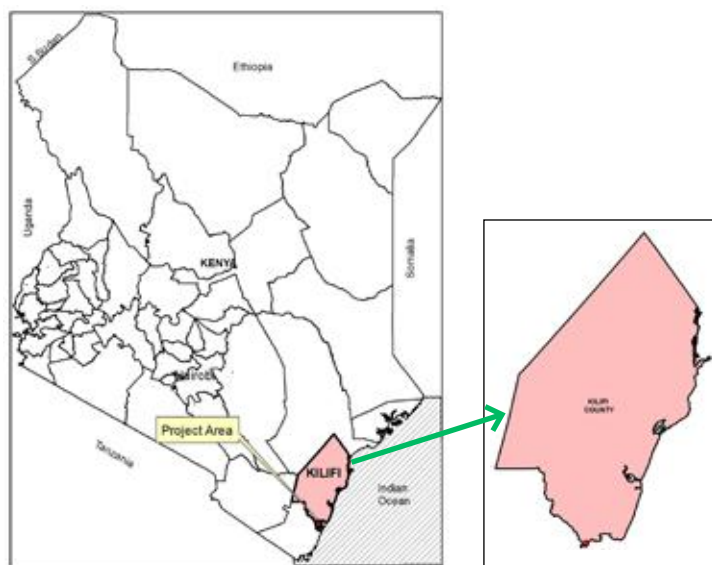 S.Sudan
Ethiopia
Uganda
KENYA
Somalia
Nairobi
Project Area
Tanzania
KILIFI
Indian
Ocean
KILIFI
COUNTY